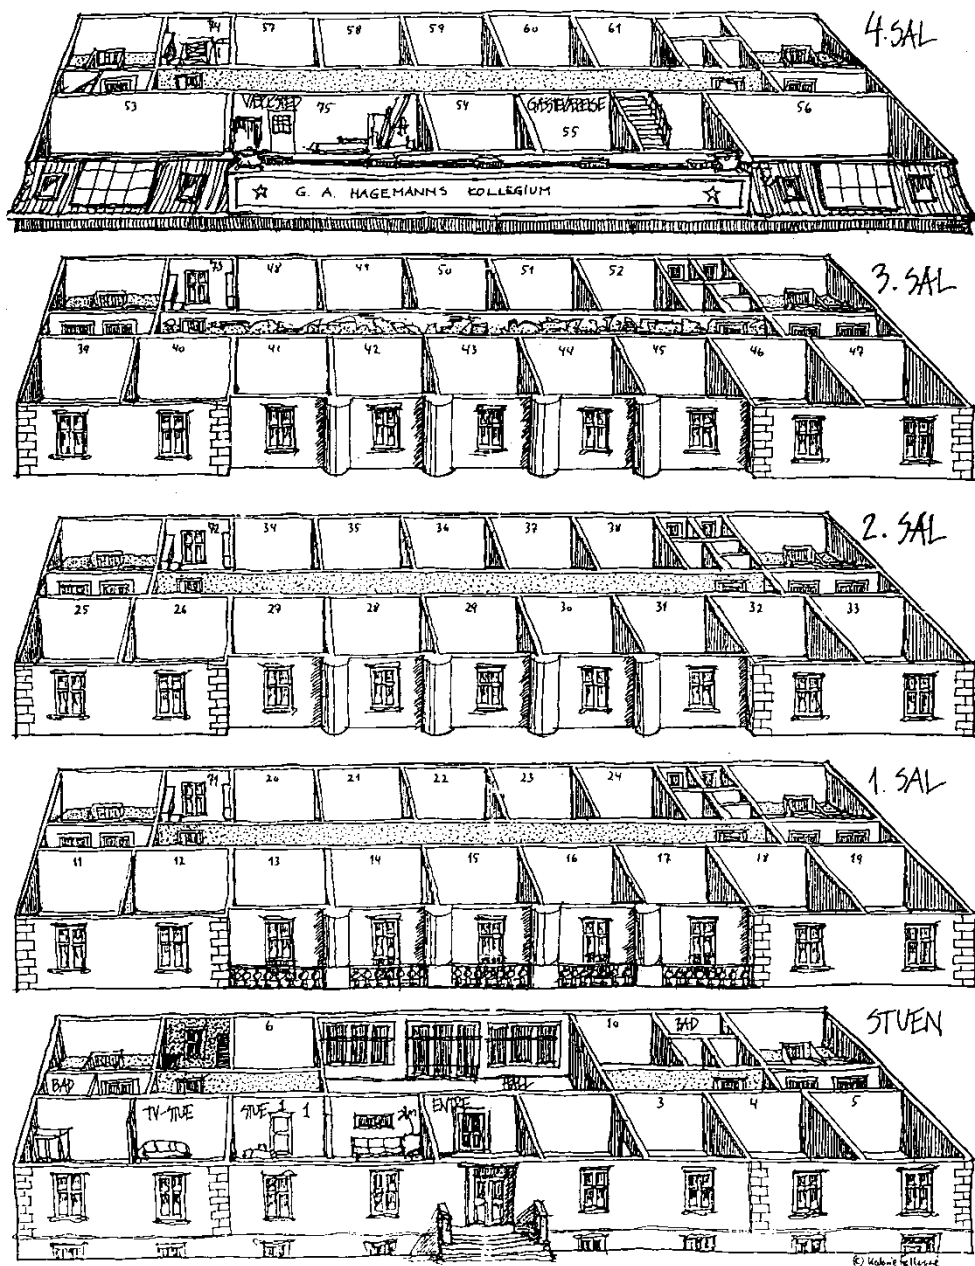 4. SAL
74 57 58 59 60 61
53 VÆRKSTED 75 54 GÆSTEVÆRELSE 55 56
G. A. HAGEMANNS KOLLEGIUM
3. SAL
73 48 49 50 51 52
39 40 41 42 43 44 45 46 47
2. SAL
72 34 35 36 37 38
25 26 27 28 29 30 31 32 33
1. SAL
71 20 21 22 23 24
11 12 13 14 15 16 17 18 19
STUEN
6 10 BAD
BAD HALL
TV-STUE STUE 1 1 ENTRE 3 4 5
(c)